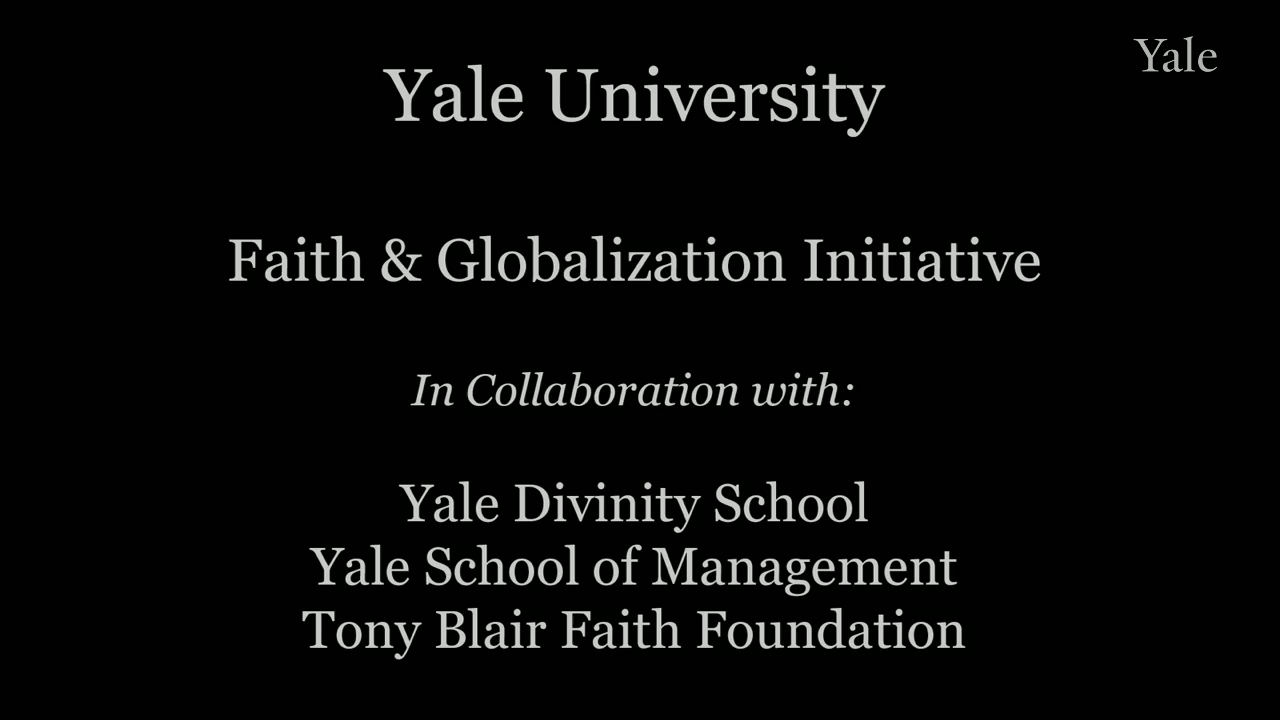 Yale
Yale University
Faith & Globalization Initiative
In Collaboration with:
Yale Divinity School
Yale School of Management
Tony Blair Faith Foundation